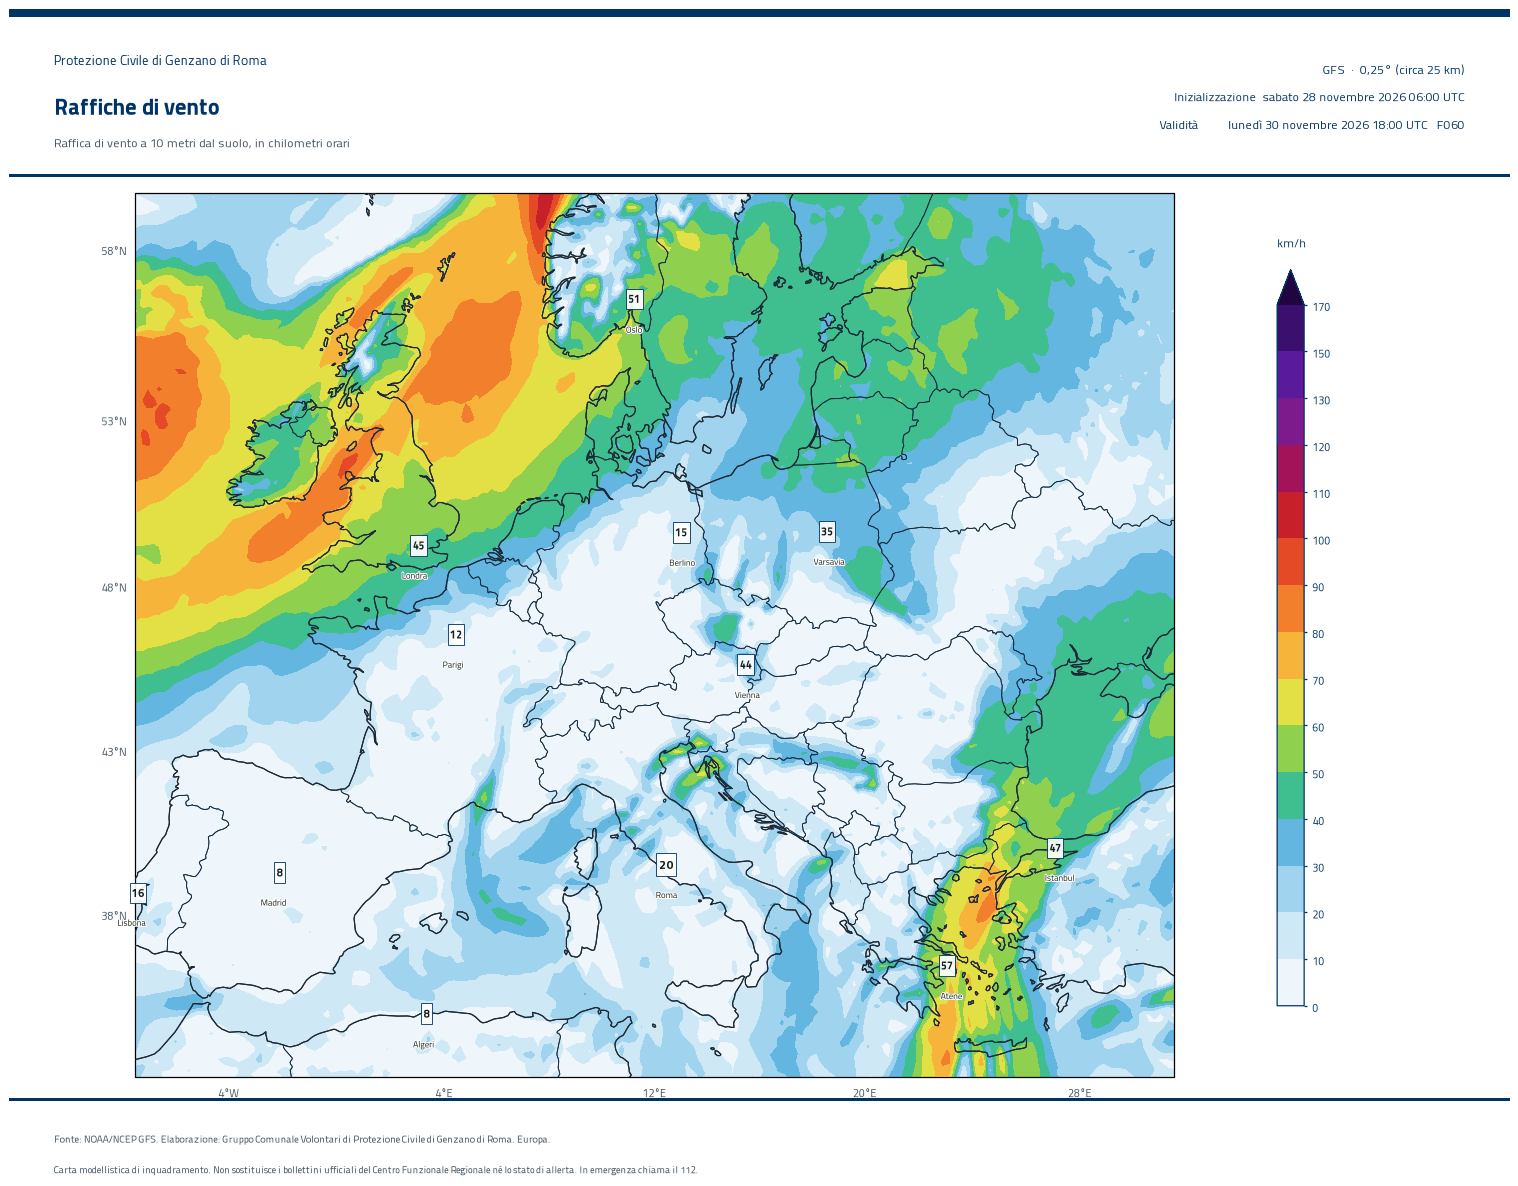 Protezione Civile di Genzano di Roma
Raffiche di vento
Raffica di vento a 10 metri dal suolo, in chilometri orari
GFS · 0,25° (circa 25 km)
Inizializzazione sabato 28 novembre 2026 06:00 UTC
Validità lunedì 30 novembre 2026 18:00 UTC F060
58°N
53°N
48°N
43°N
38°N
4°W
4°E
12°E
20°E
28°E
51
Oslo
45
Londra
15
Berlino
35
Varsavia
12
Parigi
44
Vienna
47
Istanbul
20
Roma
8
Madrid
16
Lisbona
57
Atene
8
Algeri
km/h
170
150
130
120
110
100
90
80
70
60
50
40
30
20
10
0
Fonte: NOAA/NCEP GFS. Elaborazione: Gruppo Comunale Volontari di Protezione Civile di Genzano di Roma. Europa.
Carta modellistica di inquadramento. Non sostituisce i bollettini ufficiali del Centro Funzionale Regionale né lo stato di allerta. In emergenza chiama il 112.